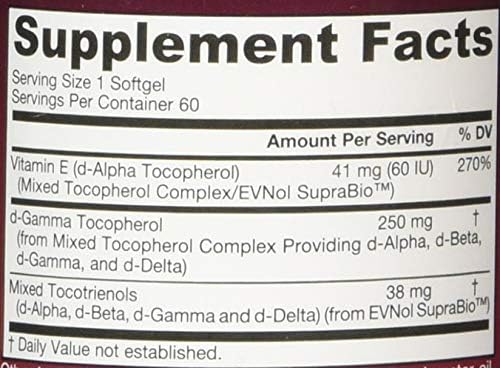 Supplement Facts
Serving Size 1 Softgel
Servings Per Container 60
Amount Per Serving % DV
Vitamin E (d-Alpha Tocopherol) 41 mg (60 IU) 270%
(Mixed Tocopherol Complex/EVNol SupraBio™)
d-Gamma Tocopherol 250 mg †
(from Mixed Tocopherol Complex Providing d-Alpha, d-Beta,
d-Gamma, and d-Delta)
Mixed Tocotrienols 38 mg †
(d-Alpha, d-Beta, d-Gamma and d-Delta) (from EVNol SupraBio™)
† Daily Value not established.